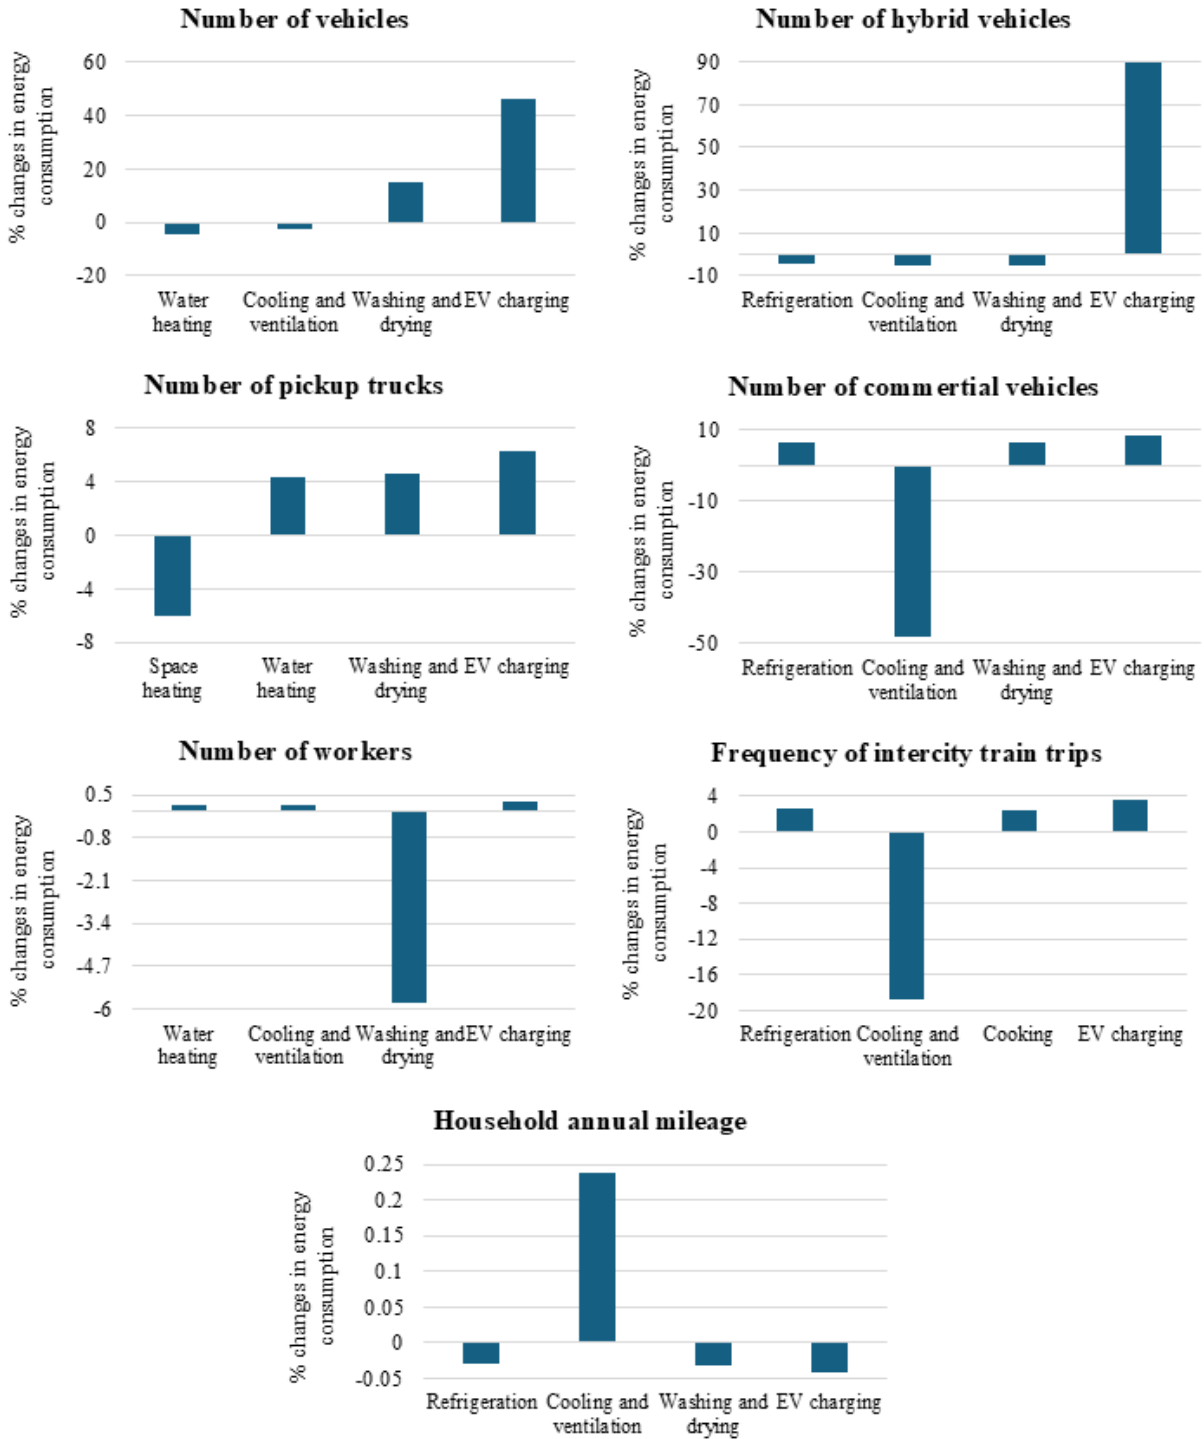 Number of vehicles
% changes in energy
consumption
60
40
20
0
-20
Water
heating
Cooling and
ventilation
Washing and
drying
EV charging
Number of hybrid vehicles
% changes in energy
consumption
90
70
50
30
10
-10
Refrigeration
Cooling and
ventilation
Washing and
drying
EV charging
Number of pickup trucks
% changes in energy
consumption
8
4
0
-4
-8
Space
heating
Water
heating
Washing and
drying
EV charging
Number of commertial vehicles
% changes in energy
consumption
10
-10
-30
-50
Refrigeration
Cooling and
ventilation
Washing and
drying
EV charging
Number of workers
% changes in energy
consumption
0.5
-0.8
-2.1
-3.4
-4.7
-6
Water
heating
Cooling and
ventilation
Washing and
drying
EV charging
Frequency of intercity train trips
% changes in energy
consumption
4
0
-4
-8
-12
-16
-20
Refrigeration
Cooling and
ventilation
Cooking
EV charging
Household annual mileage
% changes in energy
consumption
0.25
0.2
0.15
0.1
0.05
0
-0.05
Refrigeration
Cooling and
ventilation
Washing and
drying
EV charging